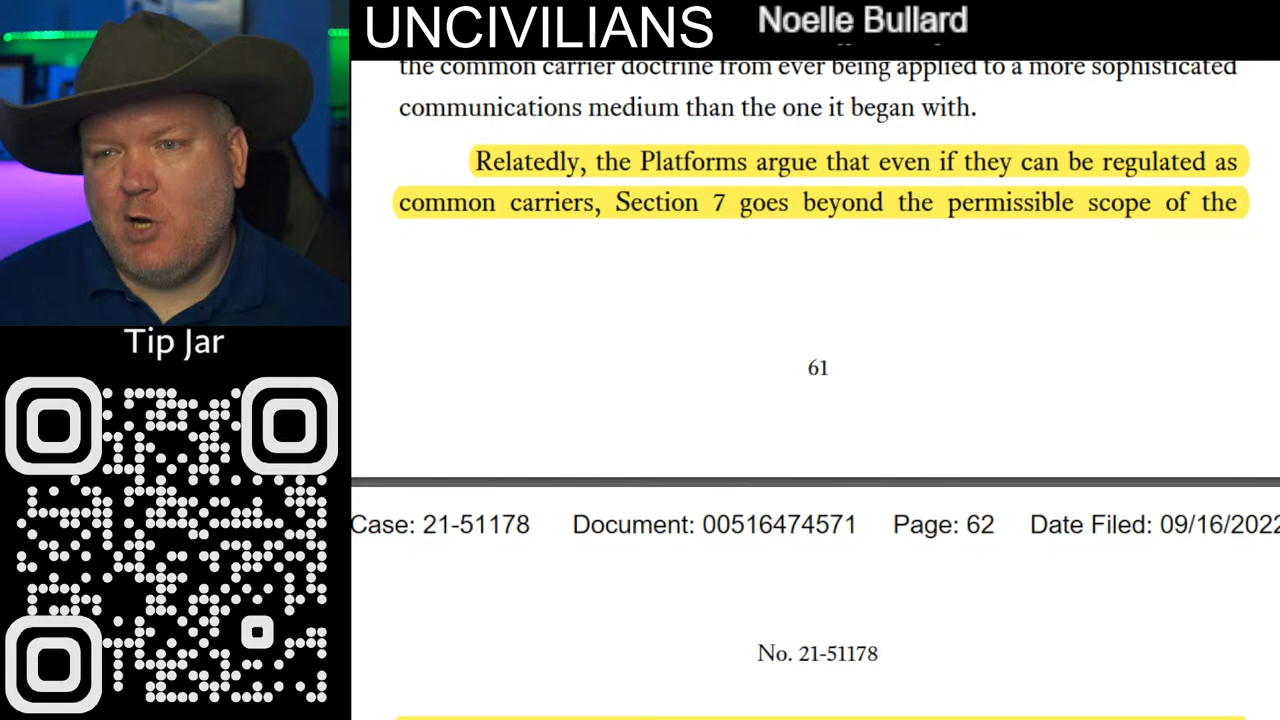 UNCIVILIANS
Noelle Bullard
the common carrier doctrine from ever being applied to a more sophisticated
communications medium than the one it began with.
Relatedly, the Platforms argue that even if they can be regulated as
common carriers, Section 7 goes beyond the permissible scope of the
61
Case: 21-51178 Document: 00516474571 Page: 62 Date Filed: 09/16/2022
No. 21-51178
Tip Jar